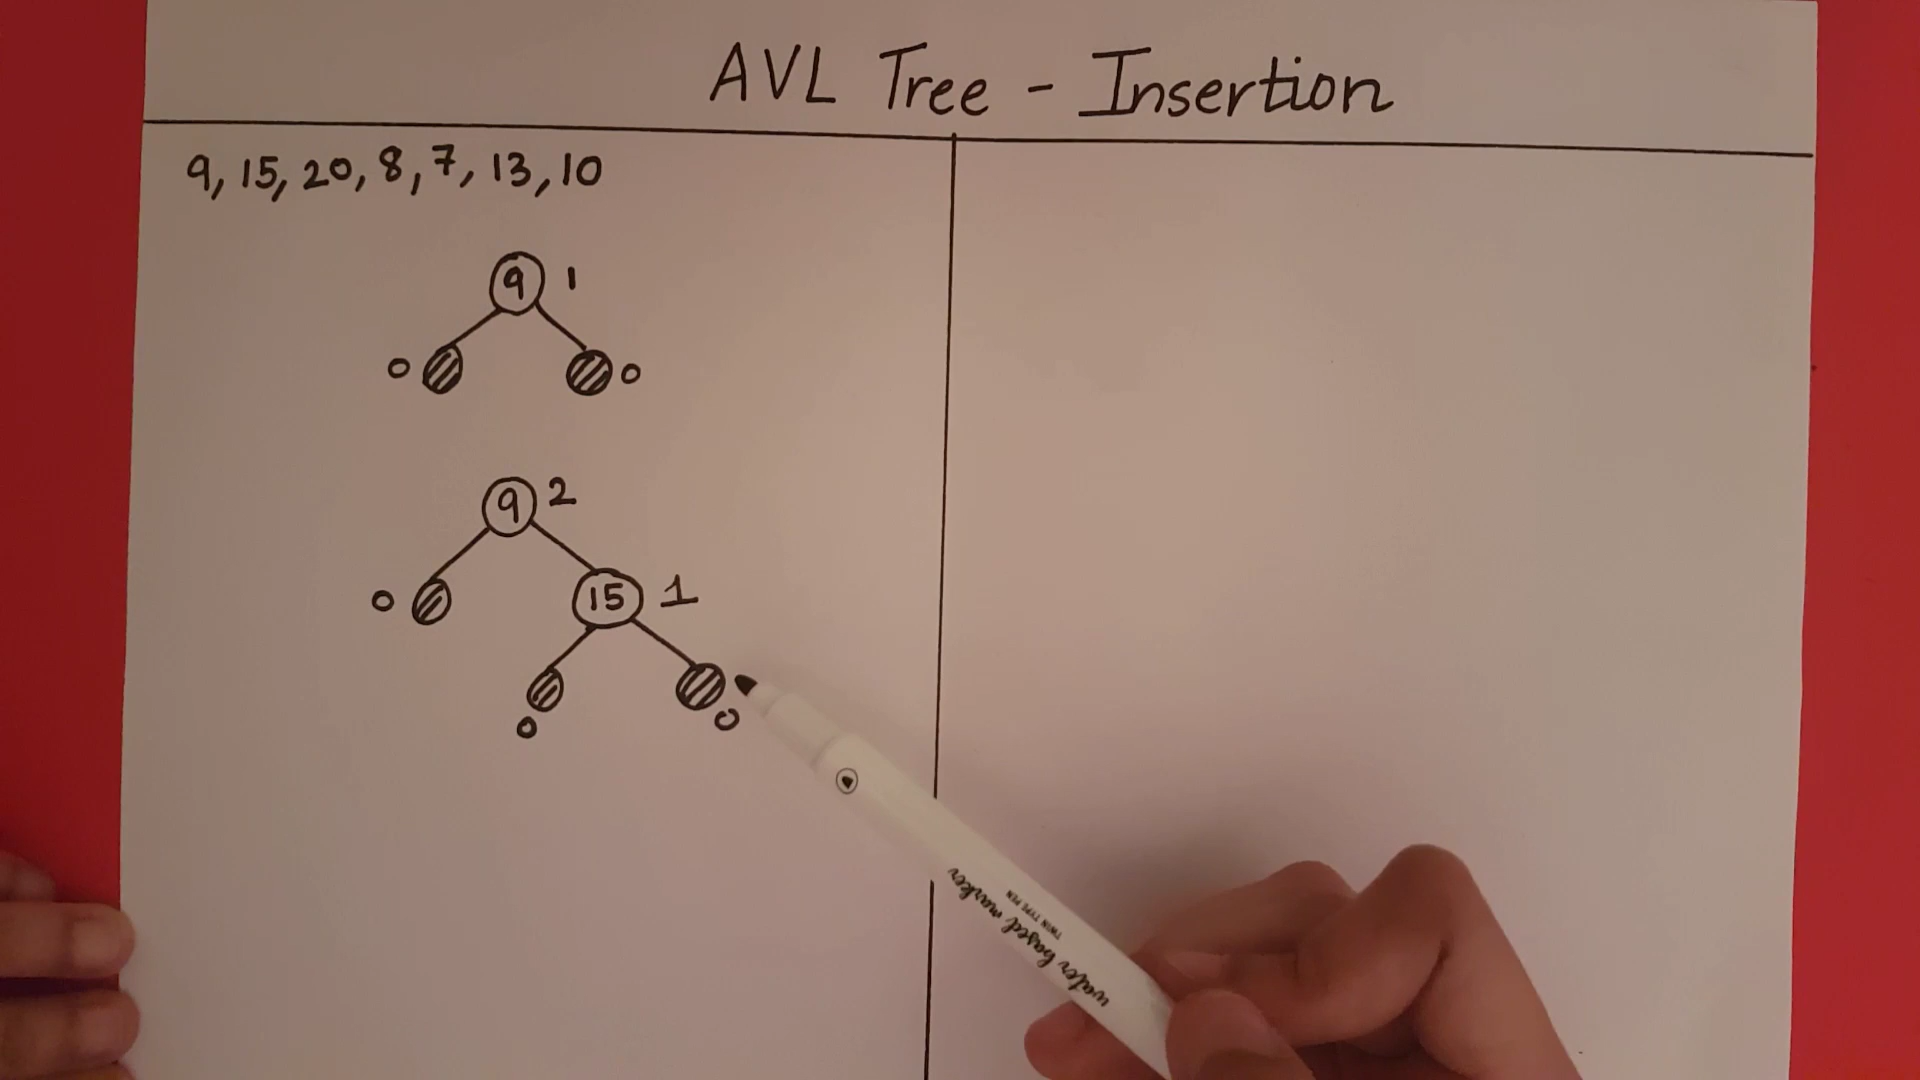 AVL Tree - Insertion
9, 15, 20, 8, 7, 13, 10
9 1
0 0
9 2
0 15 1
0 0
water based marker
TWIN TYPE PEN